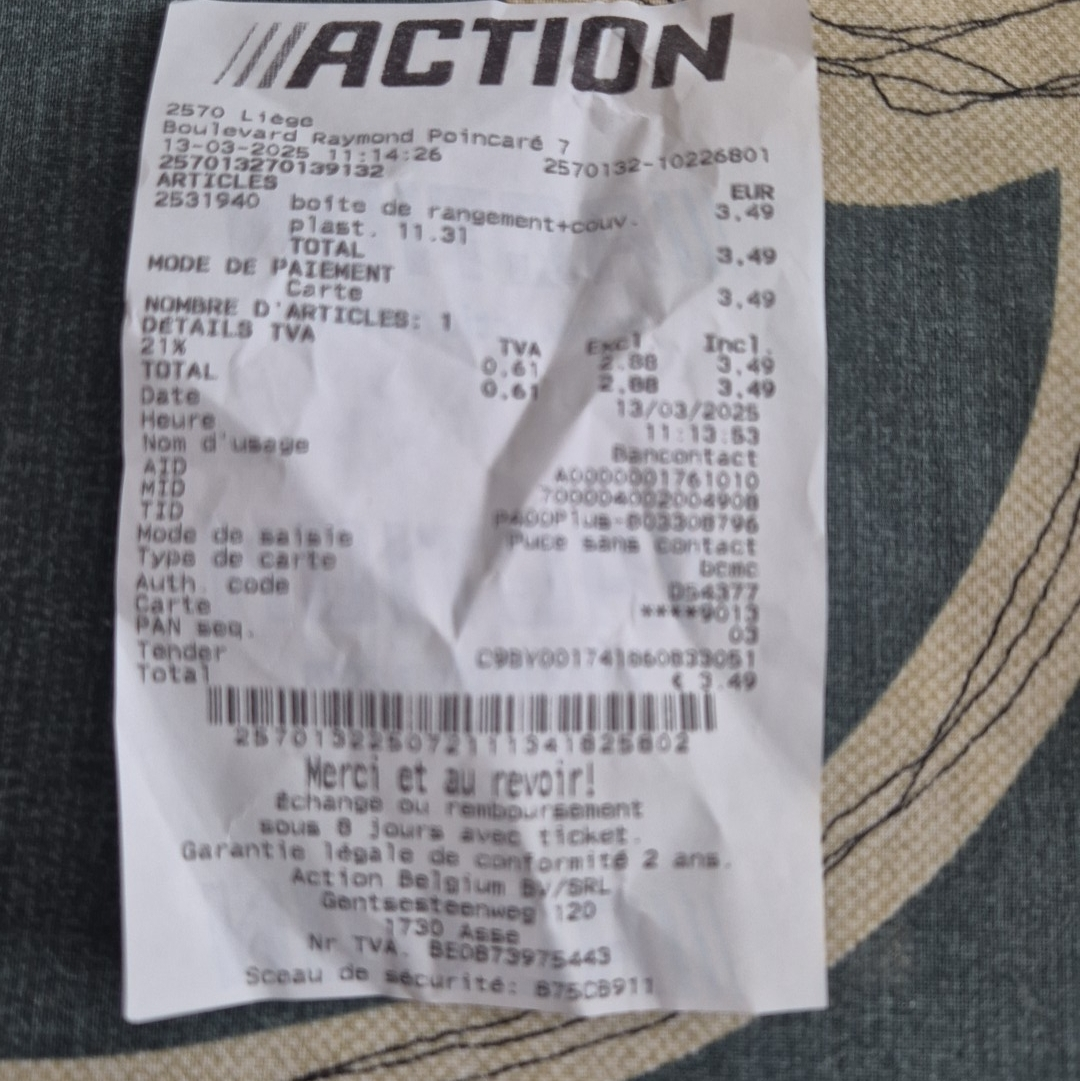 ///ACTION
2570 Liège
Boulevard Raymond Poincaré 7
13-03-2025 11:14:26 2570132-10226801
257013270139132
ARTICLES EUR
2531940 boîte de rangement+couv. 3,49
plast. 11.31
TOTAL 3,49
MODE DE PAIEMENT
Carte 3,49
NOMBRE D'ARTICLES: 1
DÉTAILS TVA
TVA Excl. Incl.
21% 0,61 2,88 3,49
TOTAL 0,61 2,88 3,49
Date 13/03/2025
Heure 11:13:53
Nom d'usage Bancontact
AID A0000001761010
MID 700004002004908
TID P400Plus-803308796
Mode de saisie Puce sans contact
Type de carte bcmc
Auth. code D54377
Carte ****9013
PAN seq. 03
Tender
Total € 3.49
Merci et au revoir!
Échange ou remboursement
sous 8 jours avec ticket.
Garantie légale de conformité 2 ans.
Action Belgium BV/SRL
Gentsesteenweg 120
1730 Asse
Nr TVA. BE0873975443
Sceau de sécurité: B75CB911